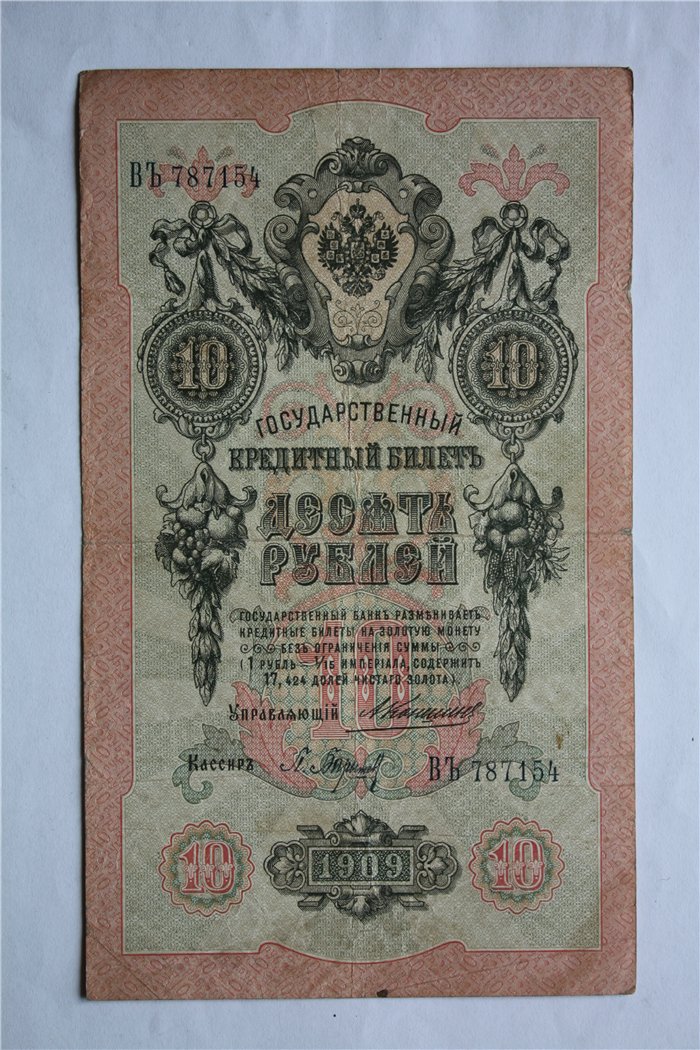 ВЪ 787154
10 10
ГОСУДАРСТВЕННЫЙ
КРЕДИТНЫЙ БИЛЕТЪ
ДЕСЯТЬ
РУБЛЕЙ
ГОСУДАРСТВЕННЫЙ БАНКЪ РАЗМѢНИВАЕТЪ
КРЕДИТНЫЕ БИЛЕТЫ НА ЗОЛОТУЮ МОНЕТУ
БЕЗЪ ОГРАНИЧЕНІЯ СУММЫ
(1 РУБЛЬ = 1/15 ИМПЕРІАЛА, СОДЕРЖИТЪ
17,424 ДОЛЕЙ ЧИСТАГО ЗОЛОТА).
10
УПРАВЛЯЮЩІЙ
КАССИРЪ
ВЪ 787154
10 1909 10